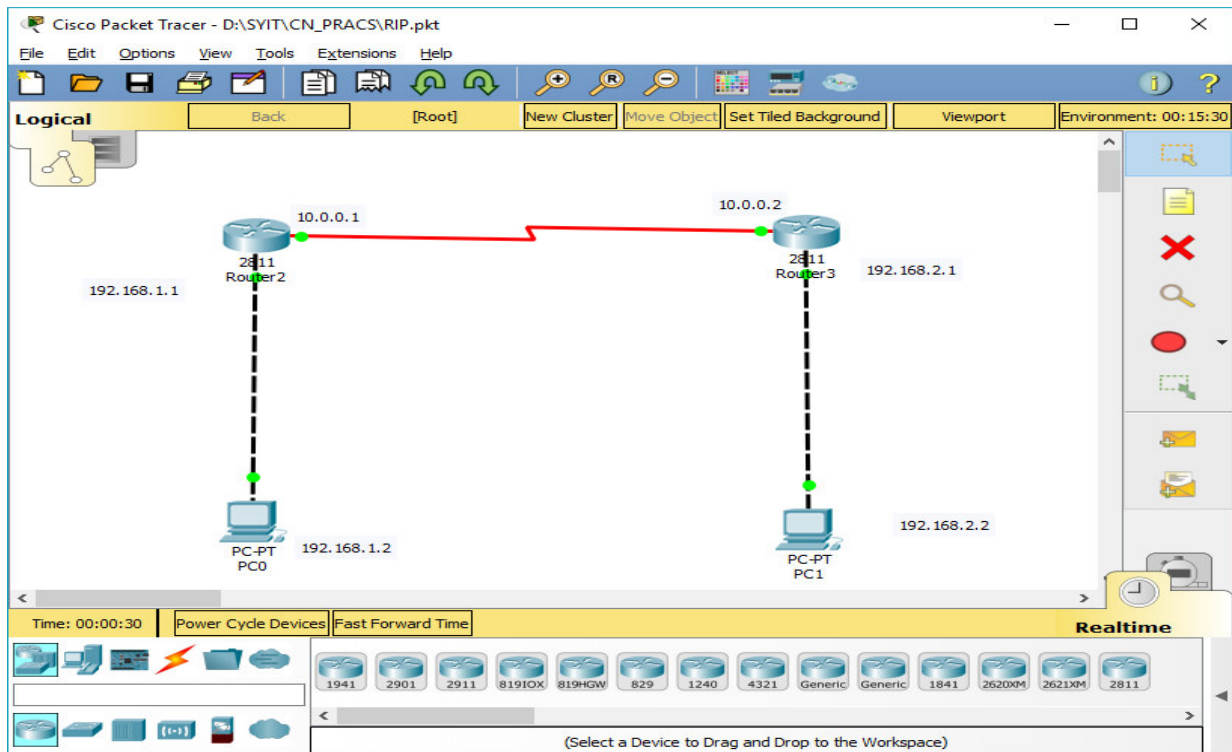 Cisco Packet Tracer - D:\SYIT\CN_PRACS\RIP.pkt
File Edit Options View Tools Extensions Help
Logical Back [Root] New Cluster Move Object Set Tiled Background Viewport Environment: 00:15:30
10.0.0.1 10.0.0.2
2811 2811
Router2 Router3
192.168.1.1 192.168.2.1
192.168.1.2 192.168.2.2
PC-PT PC-PT
PC0 PC1
Time: 00:00:30 Power Cycle Devices Fast Forward Time Realtime
1941 2901 2911 819IOX 819HGW 829 1240 4321 Generic Generic 1841 2620XM 2621XM 2811
(Select a Device to Drag and Drop to the Workspace)